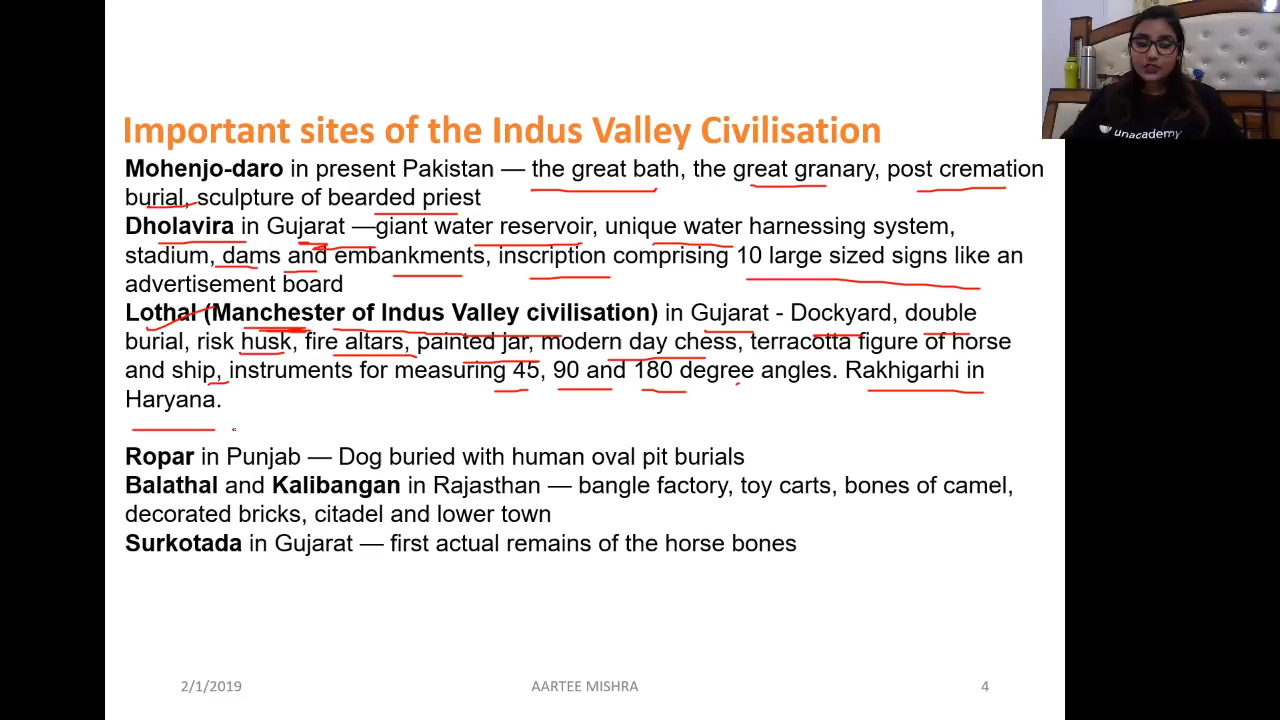 unacademy
Important sites of the Indus Valley Civilisation
Mohenjo-daro in present Pakistan — the great bath, the great granary, post cremation
burial, sculpture of bearded priest
Dholavira in Gujarat —giant water reservoir, unique water harnessing system,
stadium, dams and embankments, inscription comprising 10 large sized signs like an
advertisement board
Lothal (Manchester of Indus Valley civilisation) in Gujarat - Dockyard, double
burial, risk husk, fire altars, painted jar, modern day chess, terracotta figure of horse
and ship, instruments for measuring 45, 90 and 180 degree angles. Rakhigarhi in
Haryana.
Ropar in Punjab — Dog buried with human oval pit burials
Balathal and Kalibangan in Rajasthan — bangle factory, toy carts, bones of camel,
decorated bricks, citadel and lower town
Surkotada in Gujarat — first actual remains of the horse bones
2/1/2019 AARTEE MISHRA 4